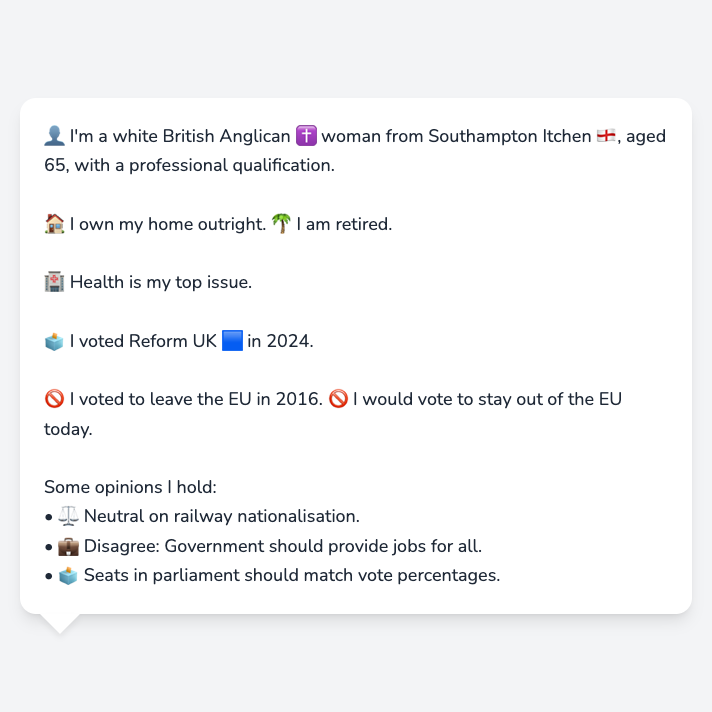 👤 I'm a white British Anglican ✝️ woman from Southampton Itchen 🏴󠁧󠁢󠁥󠁮󠁧󠁿, aged
65, with a professional qualification.
🏠 I own my home outright. 🌴 I am retired.
🏥 Health is my top issue.
🗳️ I voted Reform UK 🟦 in 2024.
🚫 I voted to leave the EU in 2016. 🚫 I would vote to stay out of the EU
today.
Some opinions I hold:
• ⚖️ Neutral on railway nationalisation.
• 💼 Disagree: Government should provide jobs for all.
• 🗳️ Seats in parliament should match vote percentages.